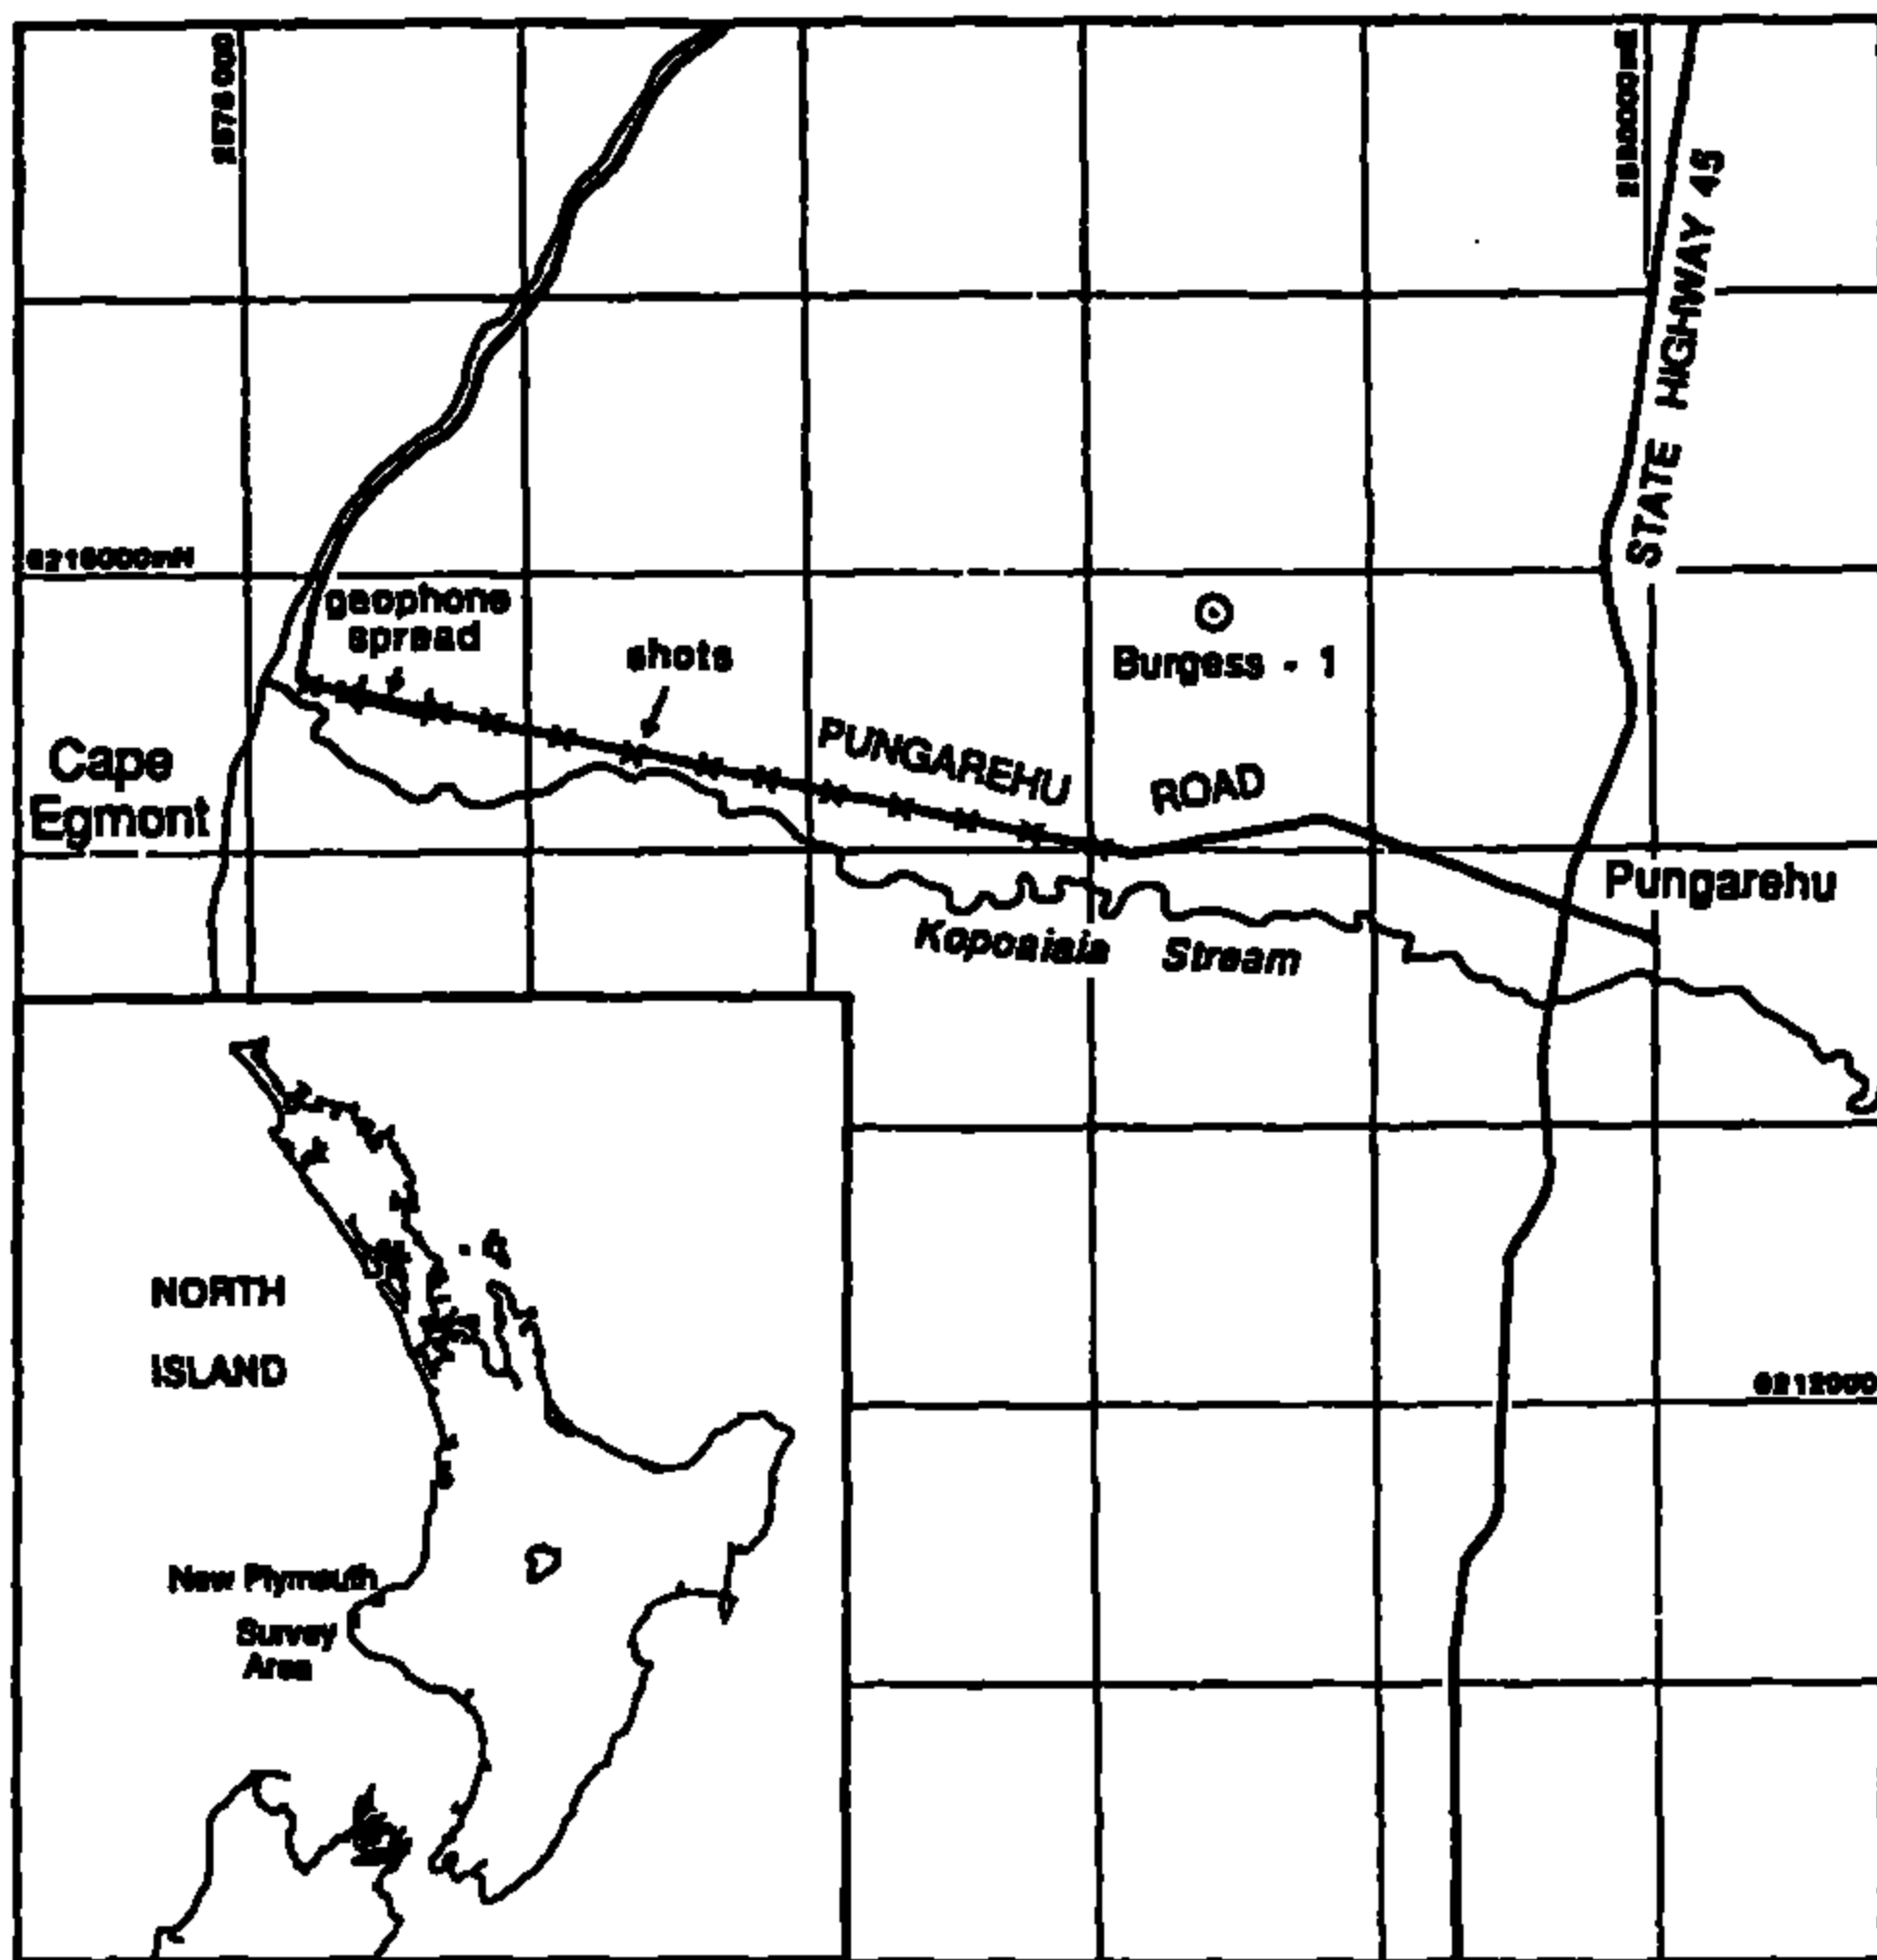 STATE HIGHWAY 45
geophone
spread
shots
Burgess - 1
Cape
Egmont
PUNGAREHU ROAD
Pungarehu
Stream
NORTH
ISLAND
New Plymouth
Survey
Area